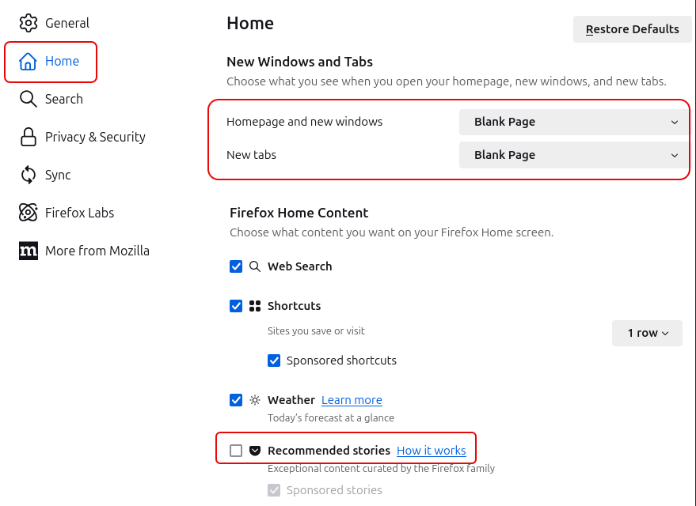 General
Home
Search
Privacy & Security
Sync
Firefox Labs
m More from Mozilla
Home
Restore Defaults
New Windows and Tabs
Choose what you see when you open your homepage, new windows, and new tabs.
Homepage and new windows Blank Page
New tabs Blank Page
Firefox Home Content
Choose what content you want on your Firefox Home screen.
Web Search
Shortcuts
Sites you save or visit 1 row
Sponsored shortcuts
Weather Learn more
Today's forecast at a glance
Recommended stories How it works
Exceptional content curated by the Firefox family
Sponsored stories